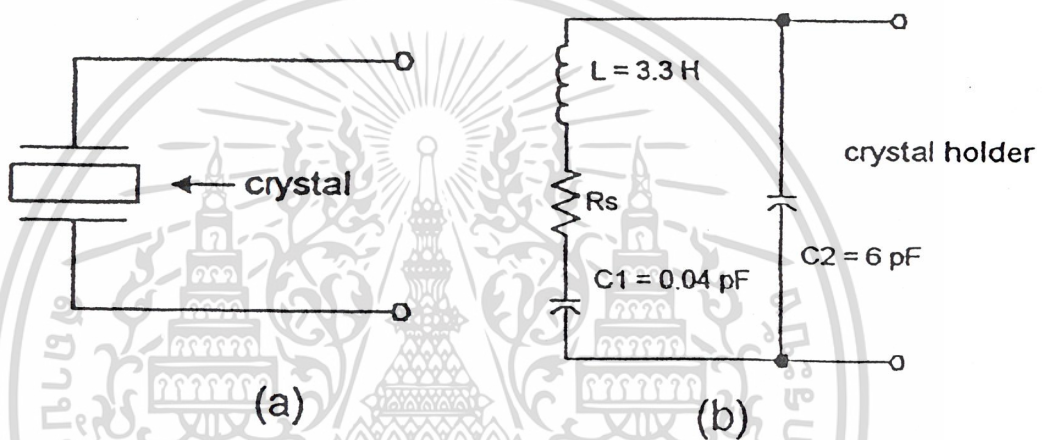 crystal
(a)
L = 3.3 H
Rs
C1 = 0.04 pF
C2 = 6 pF
crystal holder
(b)